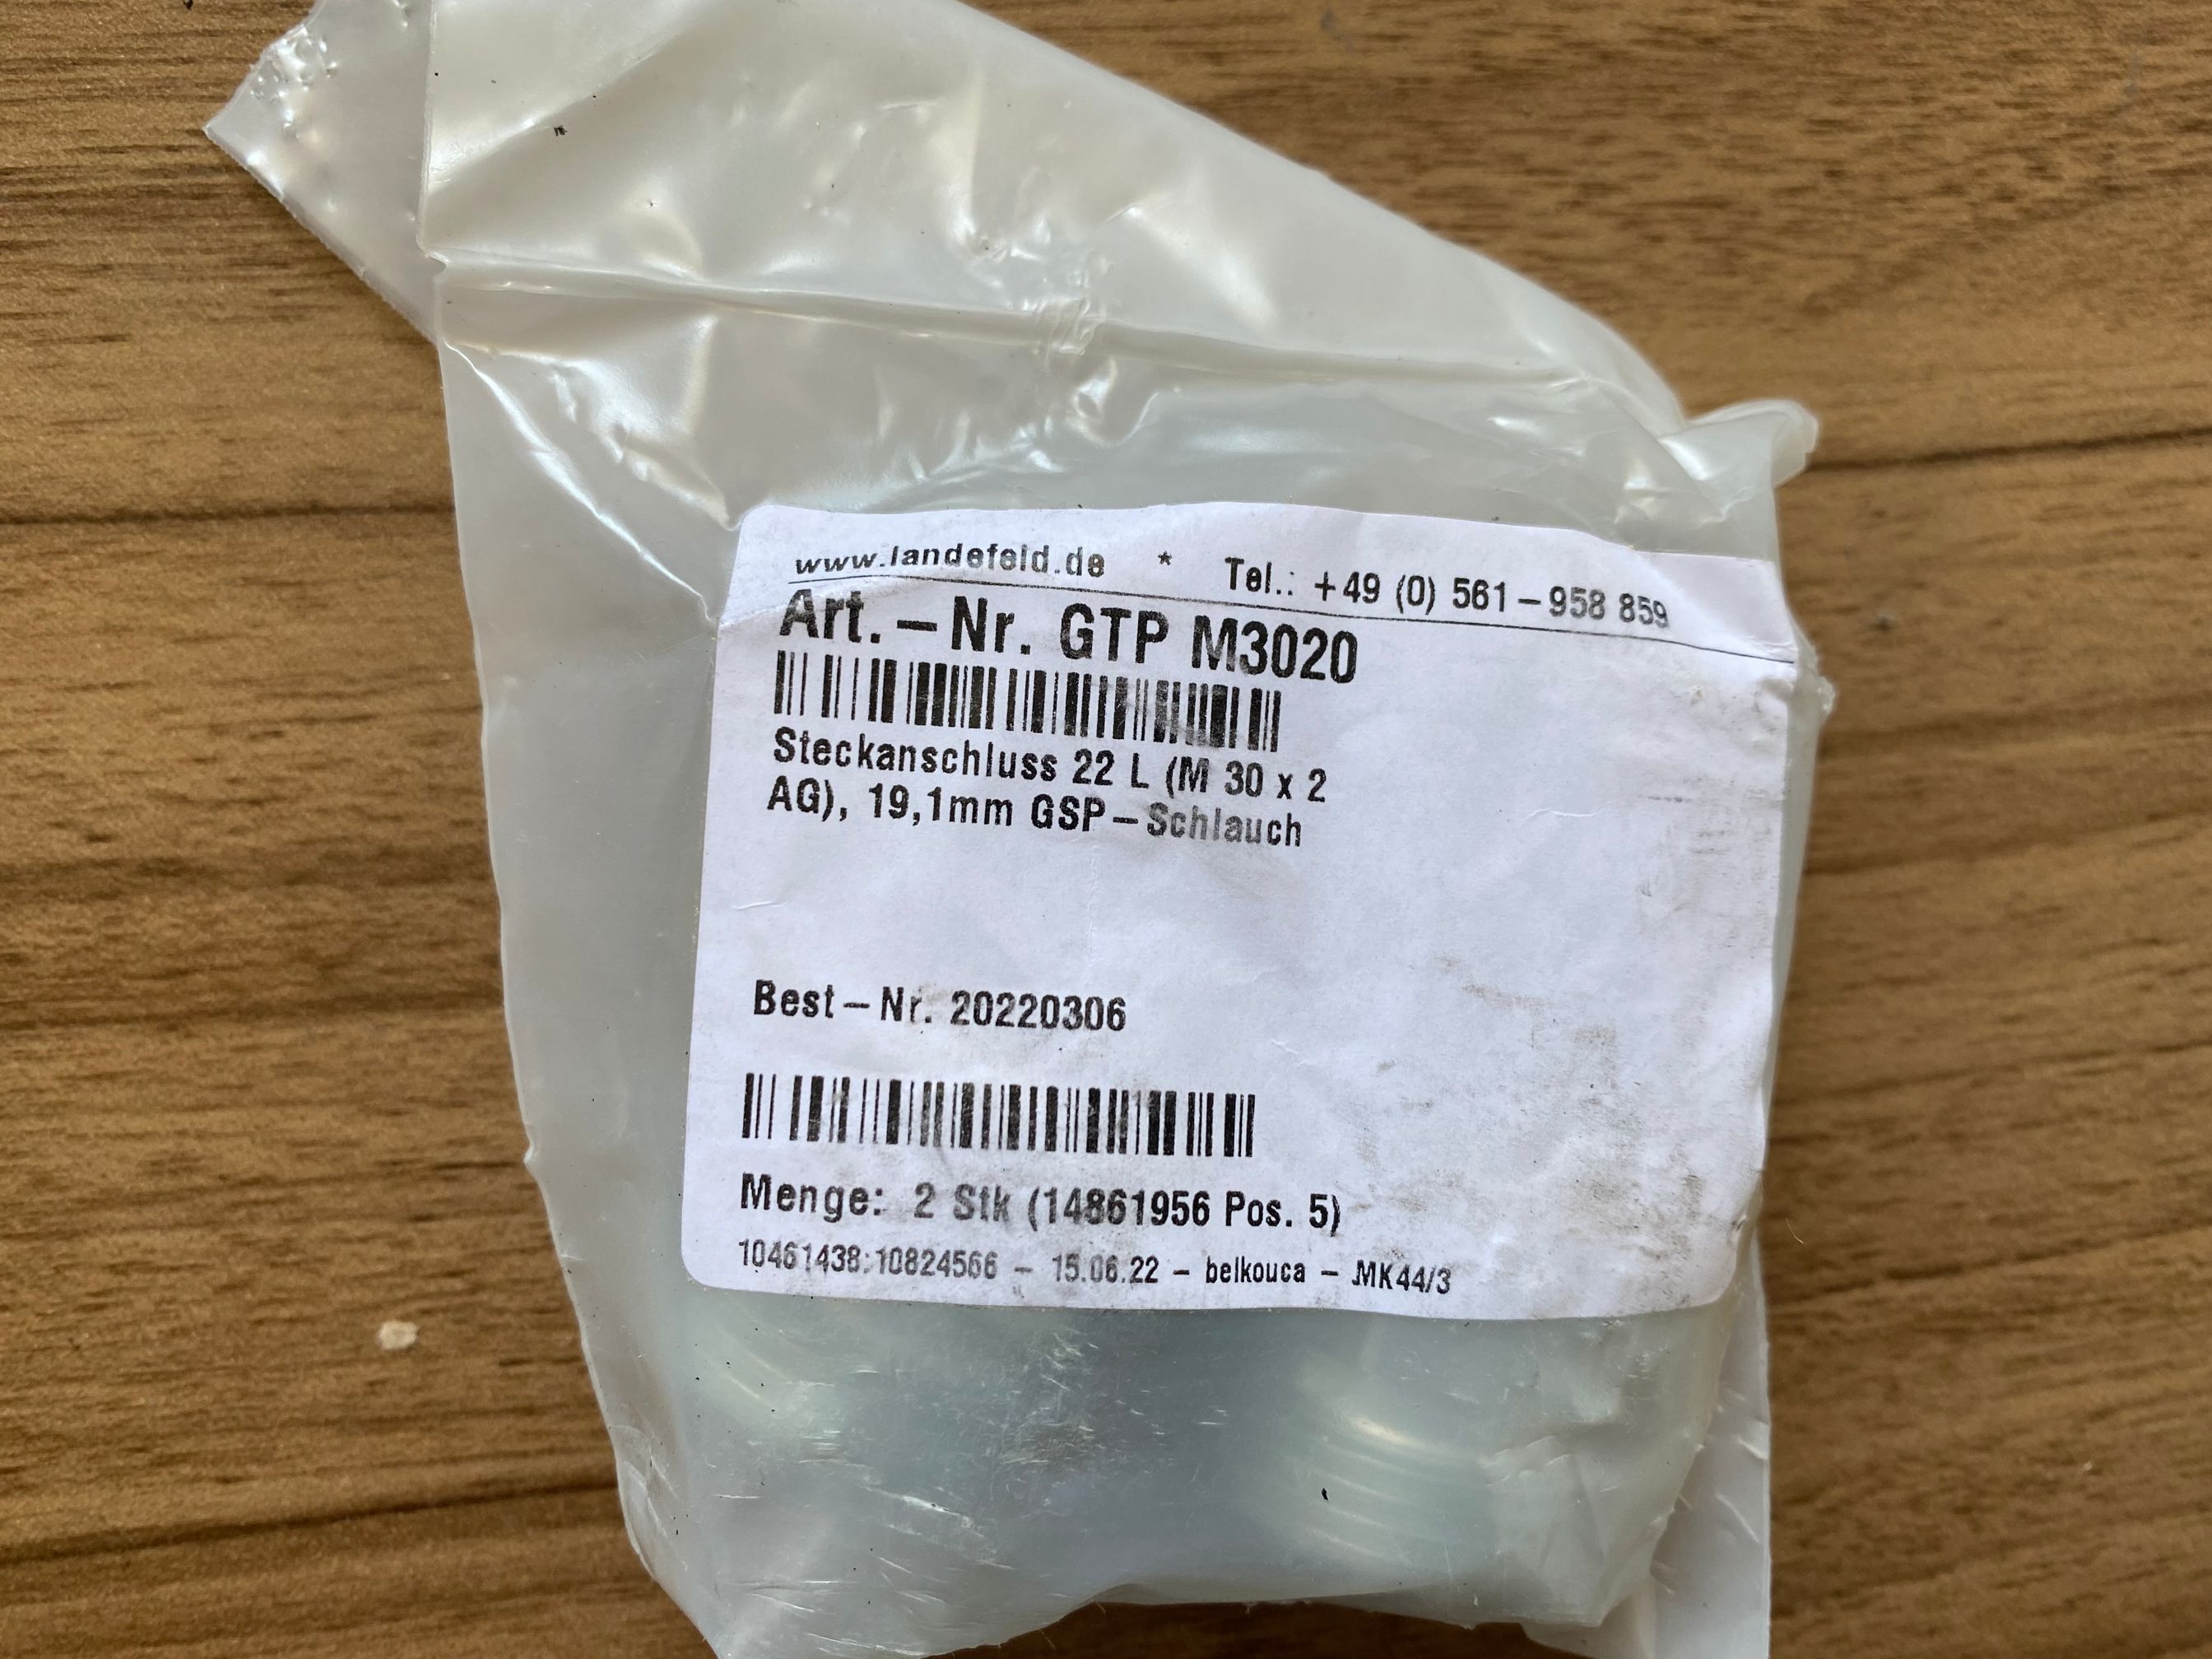 www.landefeld.de * Tel.: +49 (0) 561-958 859
Art.-Nr. GTP M3020
Steckanschluss 22 L (M 30 x 2
AG), 19,1mm GSP-Schlauch
Best-Nr. 20220306
Menge: 2 Stk (14861956 Pos. 5)
10461438:10824566 - 15.06.22 - belkouca - MK44/3